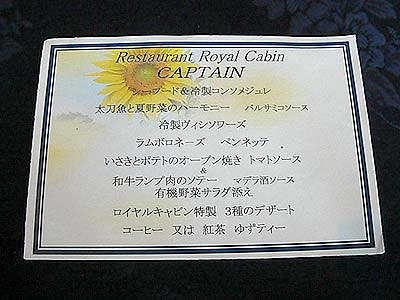 Restaurant Royal Cabin
CAPTAIN
シーフード&冷製コンソメジュレ
太刀魚と夏野菜のハーモニー バルサミコソース
冷製ヴィシソワーズ
ラムボロネーズ ペンネッテ
いさきとポテトのオーブン焼き トマトソース
&
和牛ランプ肉のソテー マデラ酒ソース
有機野菜サラダ添え
ロイヤルキャビン特製 3種のデザート
コーヒー 又は 紅茶 ゆずティー